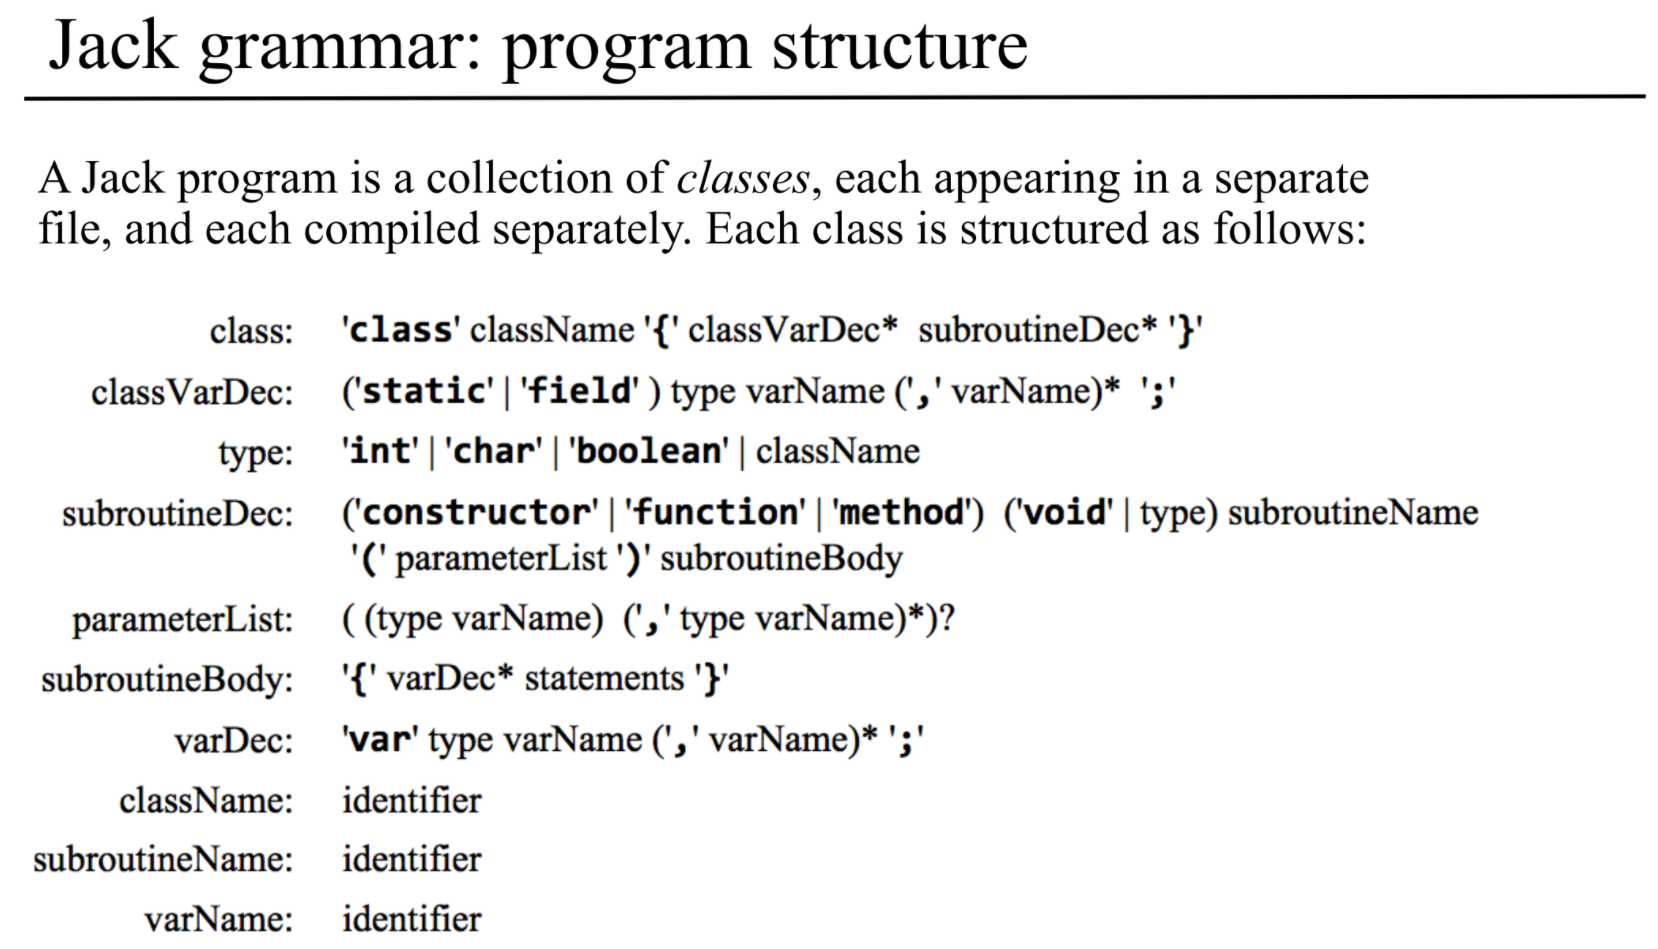 Jack grammar: program structure
A Jack program is a collection of classes, each appearing in a separate
file, and each compiled separately. Each class is structured as follows:
class: 'class' className '{' classVarDec* subroutineDec* '}'
classVarDec: ('static' | 'field' ) type varName (',' varName)* ';'
type: 'int' | 'char' | 'boolean' | className
subroutineDec: ('constructor' | 'function' | 'method') ('void' | type) subroutineName
'(' parameterList ')' subroutineBody
parameterList: ( (type varName) (',' type varName)*)?
subroutineBody: '{' varDec* statements '}'
varDec: 'var' type varName (',' varName)* ';'
className: identifier
subroutineName: identifier
varName: identifier